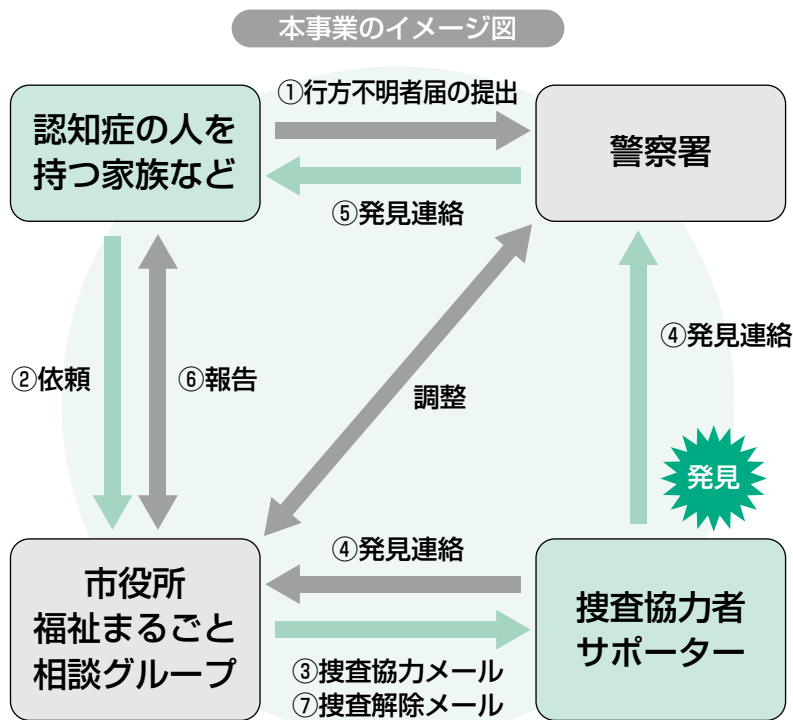 本事業のイメージ図
①行方不明者届の提出
認知症の人を
持つ家族など
警察署
⑤発見連絡
②依頼
⑥報告
調整
④発見連絡
発見
市役所
福祉まるごと
相談グループ
④発見連絡
捜査協力者
サポーター
③捜査協力メール
⑦捜査解除メール